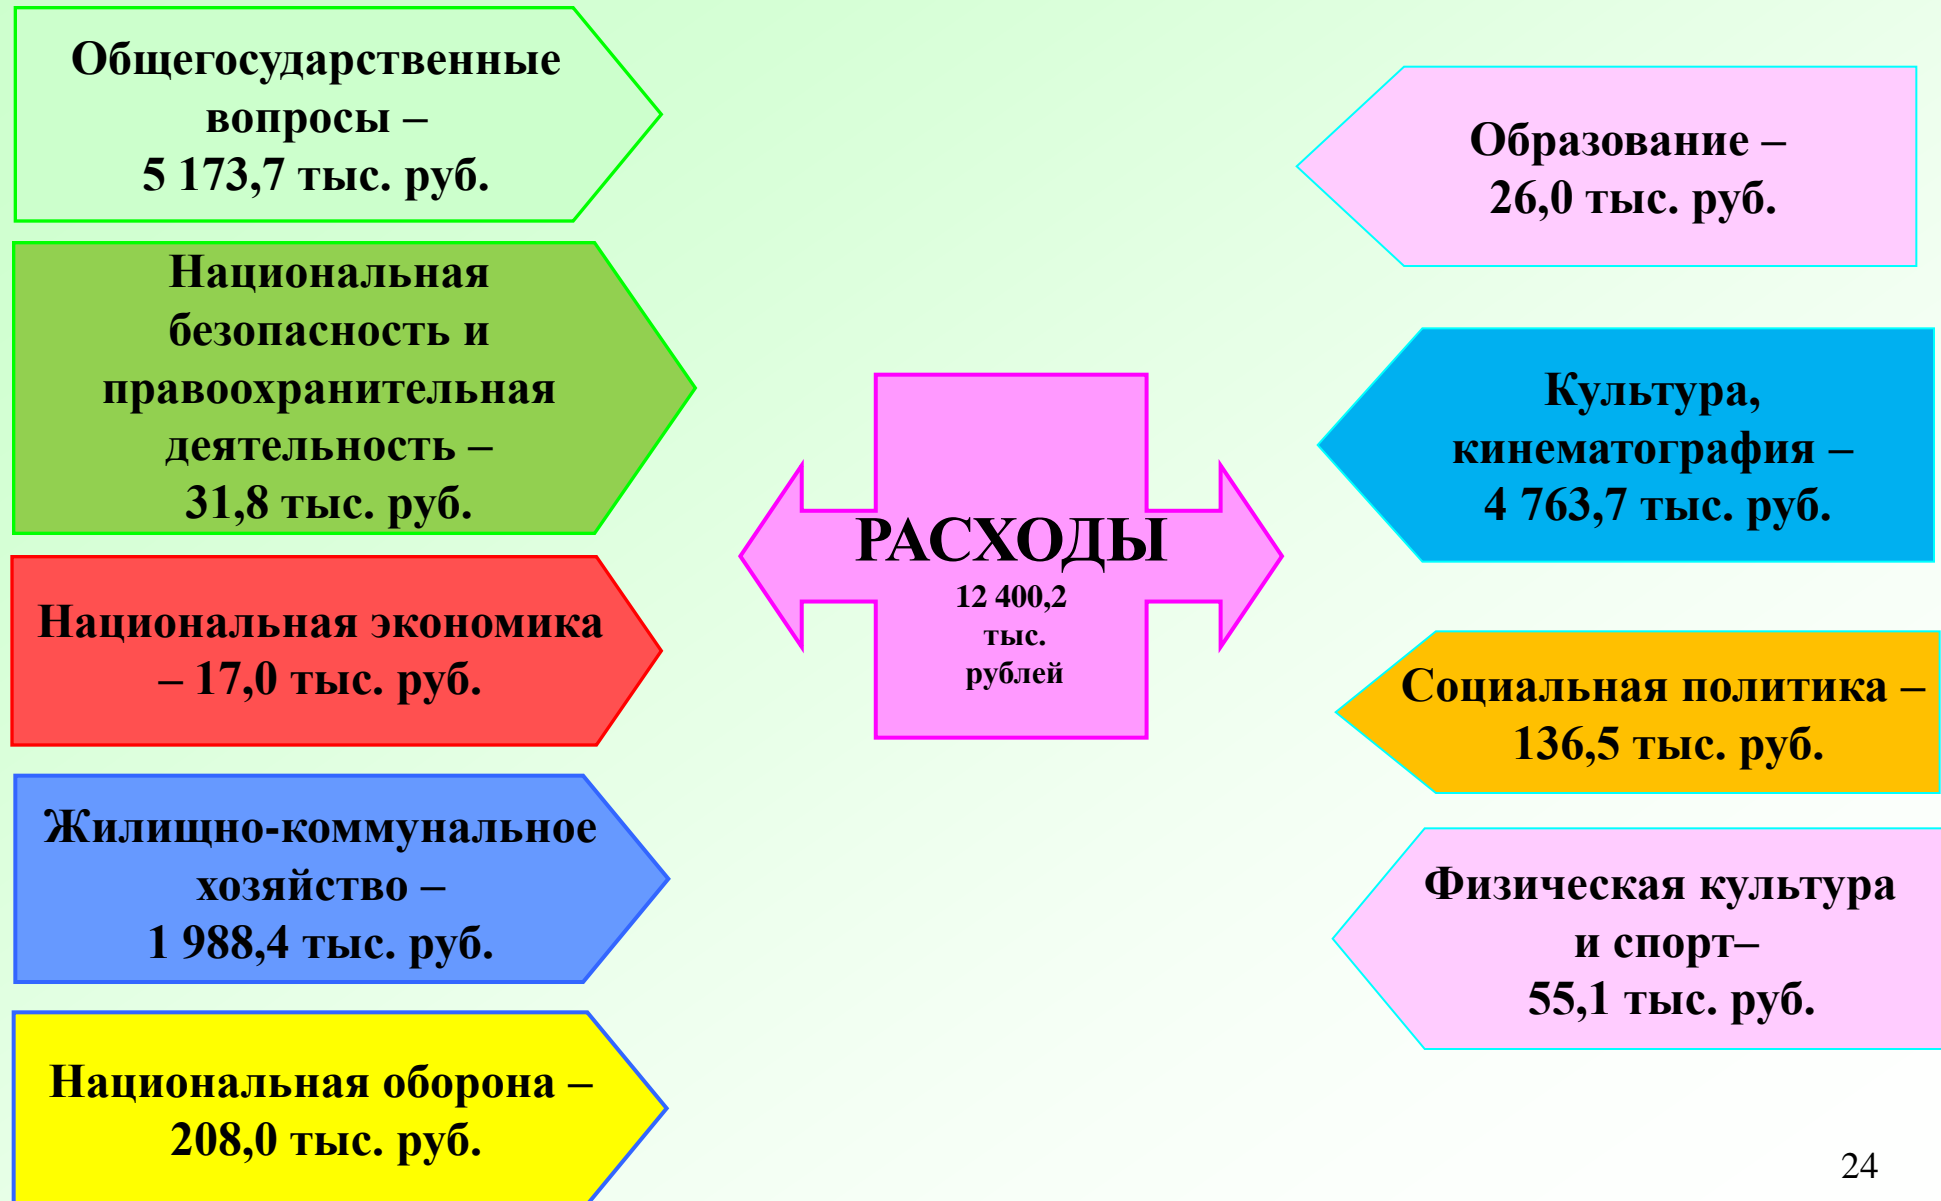 Общегосударственные
вопросы –
5 173,7 тыс. руб.
Национальная
безопасность и
правоохранительная
деятельность –
31,8 тыс. руб.
Национальная экономика
– 17,0 тыс. руб.
Жилищно-коммунальное
хозяйство –
1 988,4 тыс. руб.
Национальная оборона –
208,0 тыс. руб.
РАСХОДЫ
12 400,2
тыс.
рублей
Образование –
26,0 тыс. руб.
Культура,
кинематография –
4 763,7 тыс. руб.
Социальная политика –
136,5 тыс. руб.
Физическая культура
и спорт–
55,1 тыс. руб.
24